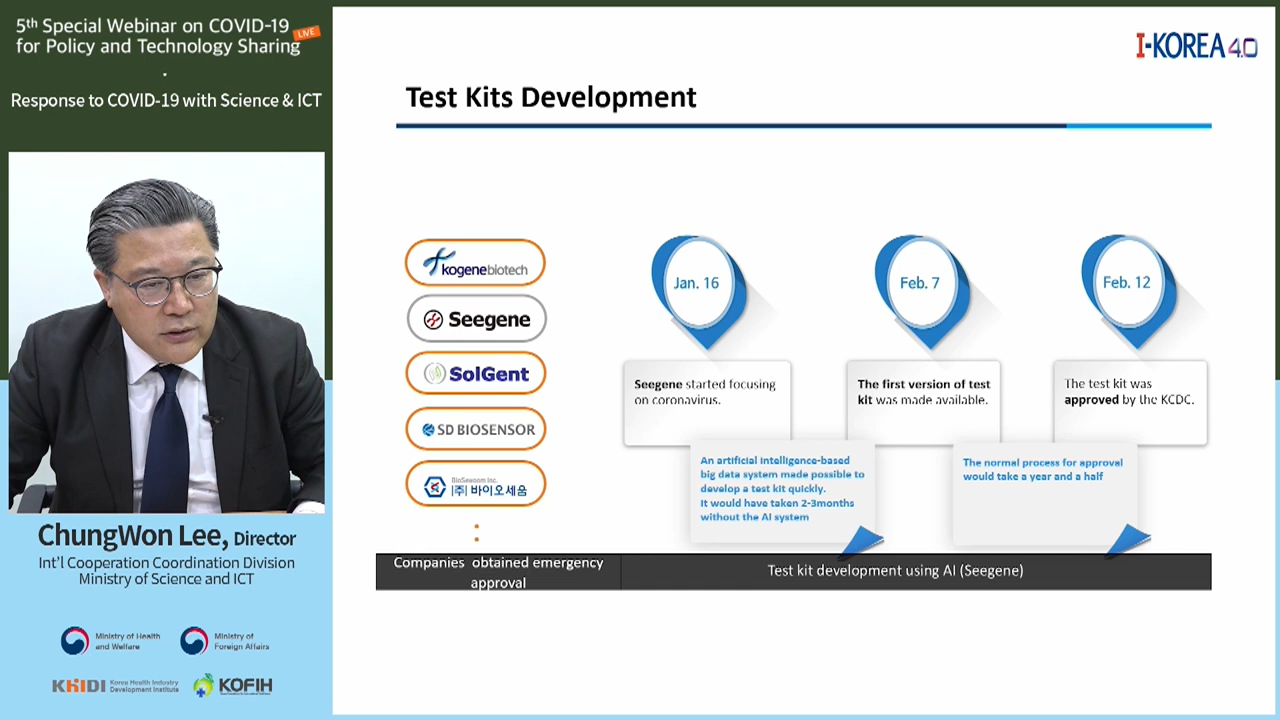 5th Special Webinar on COVID-19
for Policy and Technology Sharing
LIVE
Response to COVID-19 with Science & ICT
ChungWon Lee, Director
Int'l Cooperation Coordination Division
Ministry of Science and ICT
Ministry of Health
and Welfare
Ministry of
Foreign Affairs
KHIDI
Korea Health Industry
Development Institute
KOFIH
I-KOREA 4.0
Test Kits Development
kogenebiotech
Seegene
SolGent
SD BIOSENSOR
BioSewoom Inc.
(주)바이오세움
Companies obtained emergency
approval
Jan. 16
Seegene started focusing
on coronavirus.
An artificial intelligence-based
big data system made possible to
develop a test kit quickly.
It would have taken 2-3months
without the AI system
Feb. 7
The first version of test
kit was made available.
Feb. 12
The test kit was
approved by the KCDC.
The normal process for approval
would take a year and a half
Test kit development using AI (Seegene)